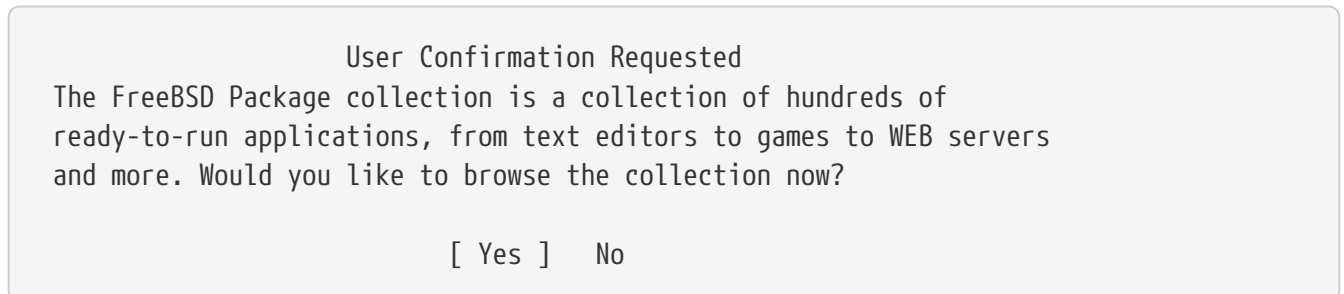 User Confirmation Requested
The FreeBSD Package collection is a collection of hundreds of
ready-to-run applications, from text editors to games to WEB servers
and more. Would you like to browse the collection now?
[ Yes ]   No